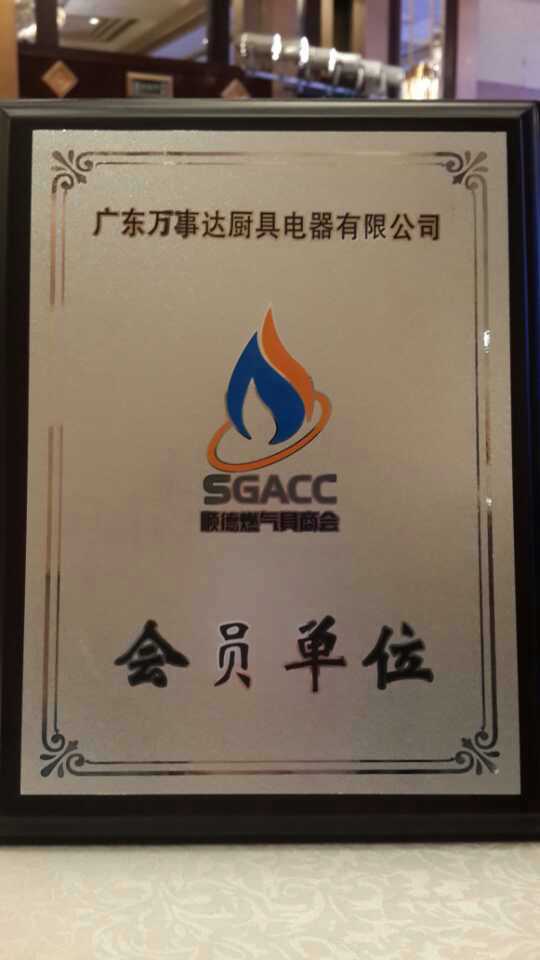 广东万事达厨具电器有限公司
SGACC
顺德燃气具商会
会员单位